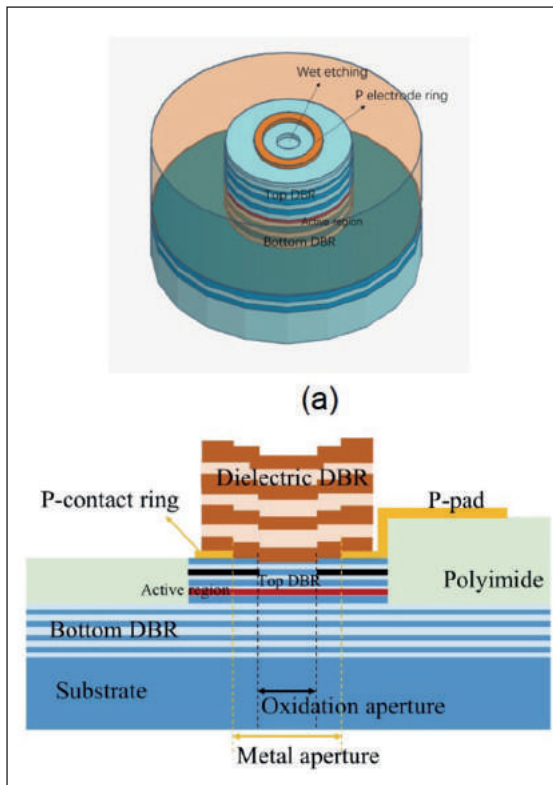 Wet etching
P electrode ring
Top DBR
Active region
Bottom DBR
(a)
Dielectric DBR
P-contact ring
P-pad
Top DBR
Active region
Polyimide
Bottom DBR
Substrate
Oxidation aperture
Metal aperture